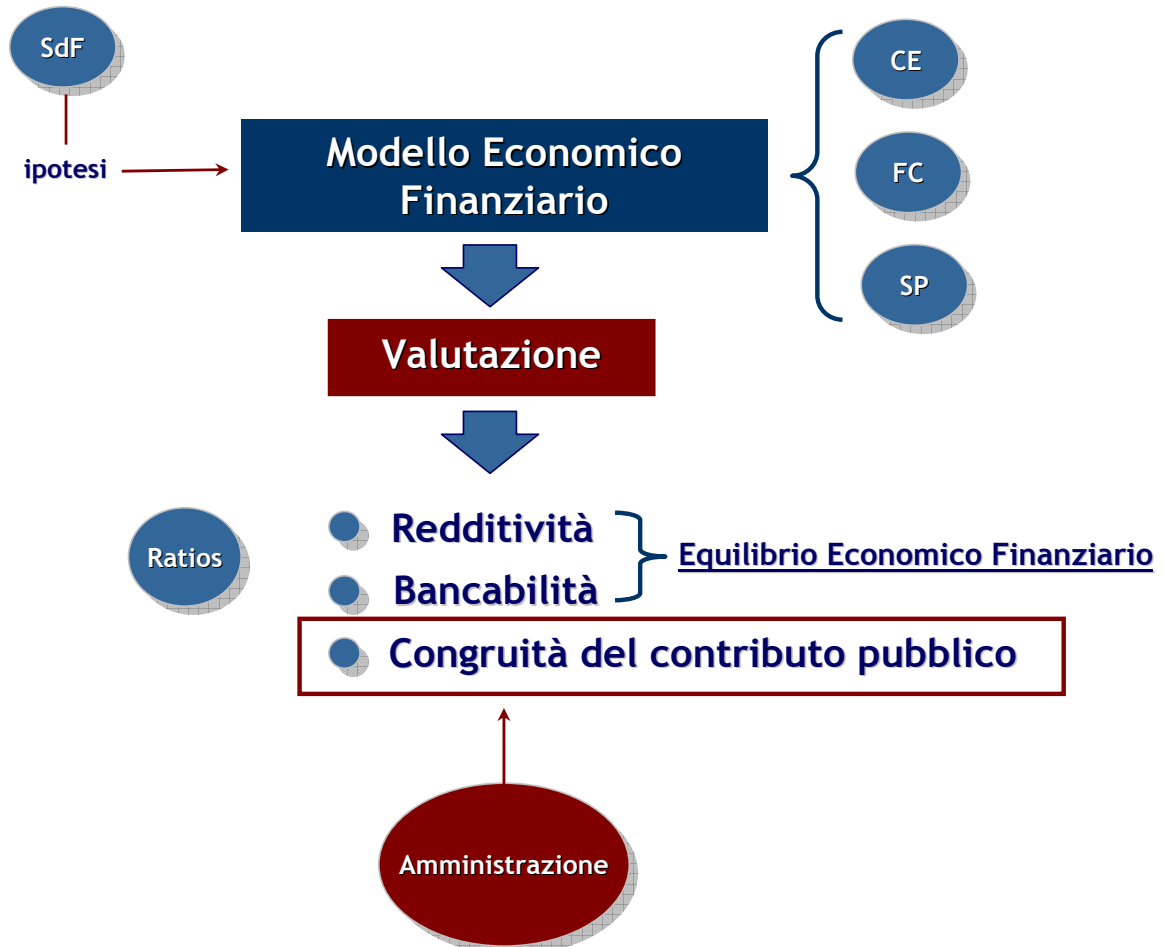 SdF
CE
Modello Economico
Finanziario
ipotesi
FC
SP
Valutazione
Redditività
Ratios
Equilibrio Economico Finanziario
Bancabilità
Congruità del contributo pubblico
Amministrazione